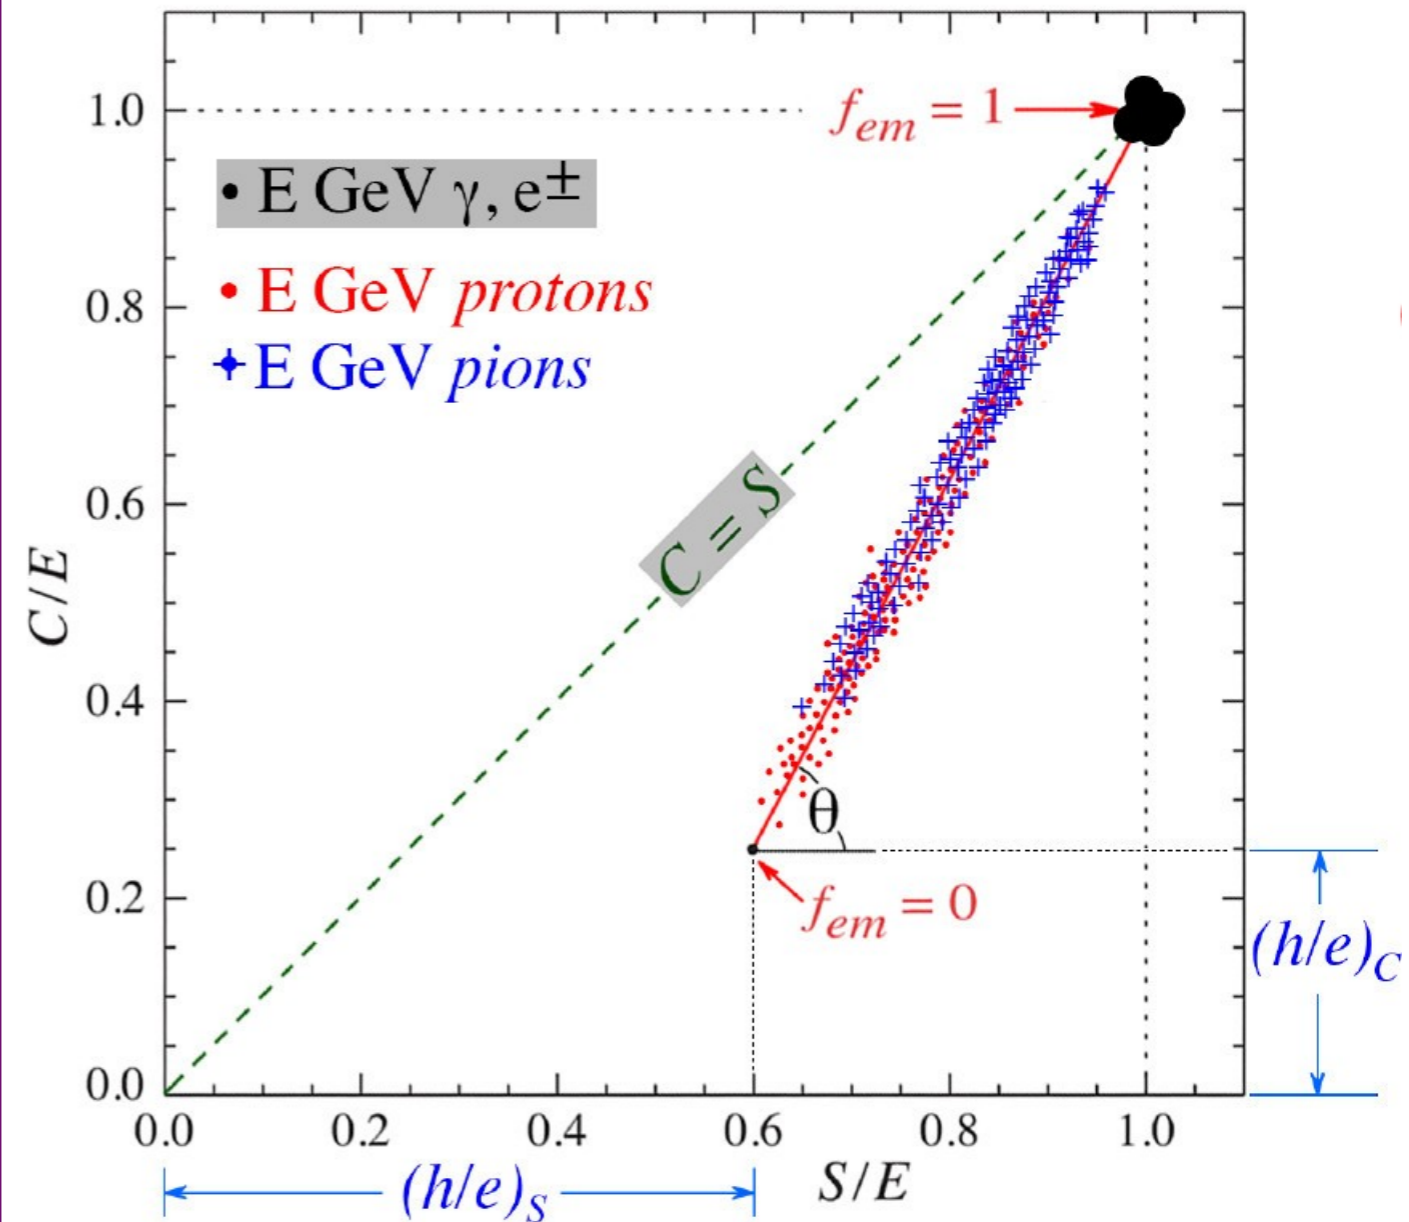 1.0
0.8
0.6
0.4
0.2
0.0
C/E
f_em = 1
• E GeV γ, e±
• E GeV protons
E GeV pions
C = S
θ
f_em = 0
(h/e)_C
0.0 0.2 0.4 0.6 0.8 1.0
(h/e)_S
S/E